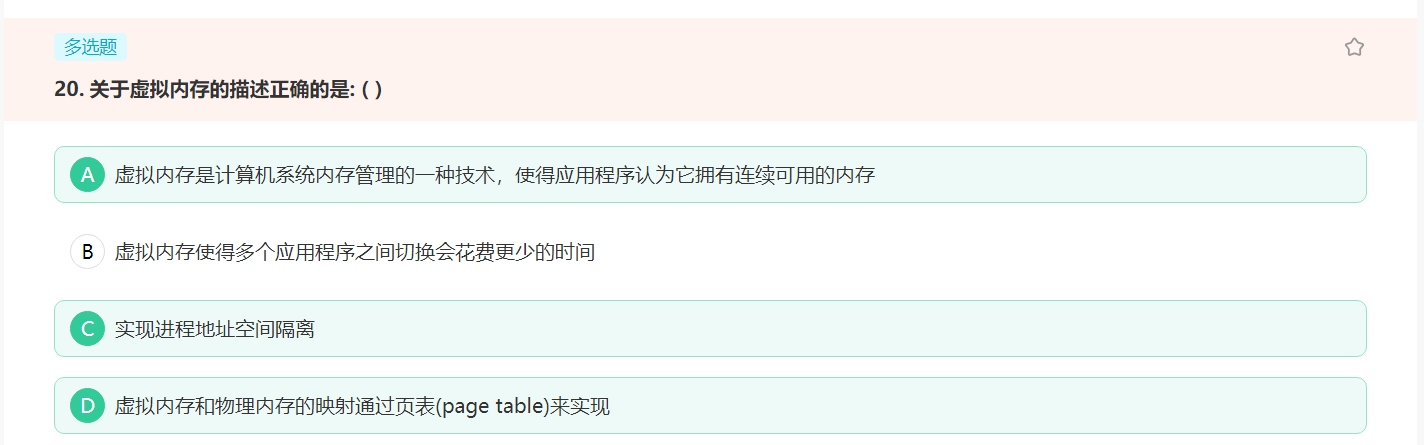 多选题
20. 关于虚拟内存的描述正确的是: ( )
A 虚拟内存是计算机系统内存管理的一种技术，使得应用程序认为它拥有连续可用的内存
B 虚拟内存使得多个应用程序之间切换会花费更少的时间
C 实现进程地址空间隔离
D 虚拟内存和物理内存的映射通过页表(page table)来实现